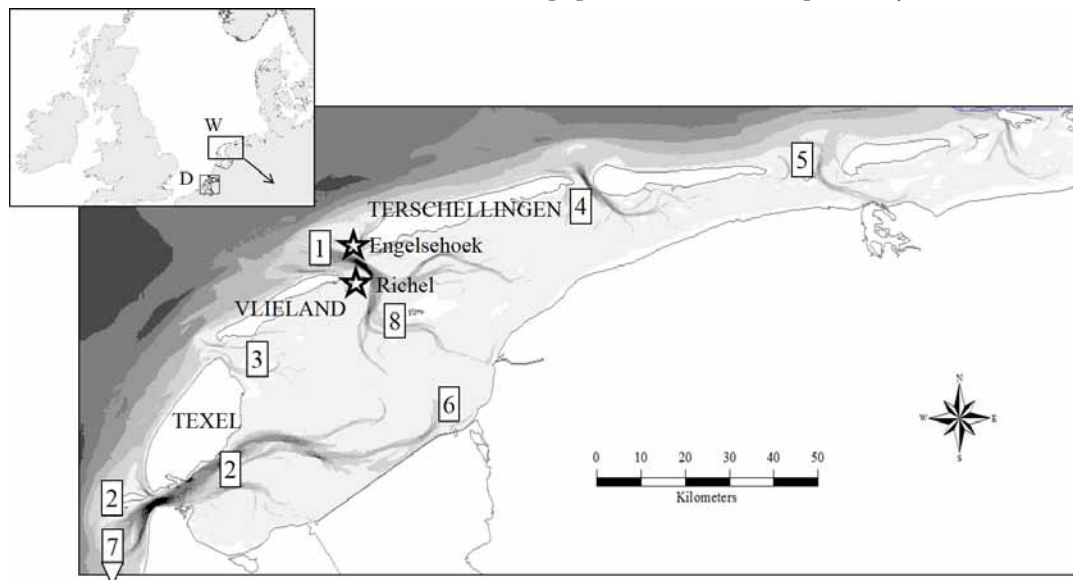 W
D
5
4
TERSCHELLINGEN
1
Engelsehoek
Richel
VLIELAND
8
3
6
TEXEL
2
2
7
N
W
E
S
0 10 20 30 40 50
Kilometers